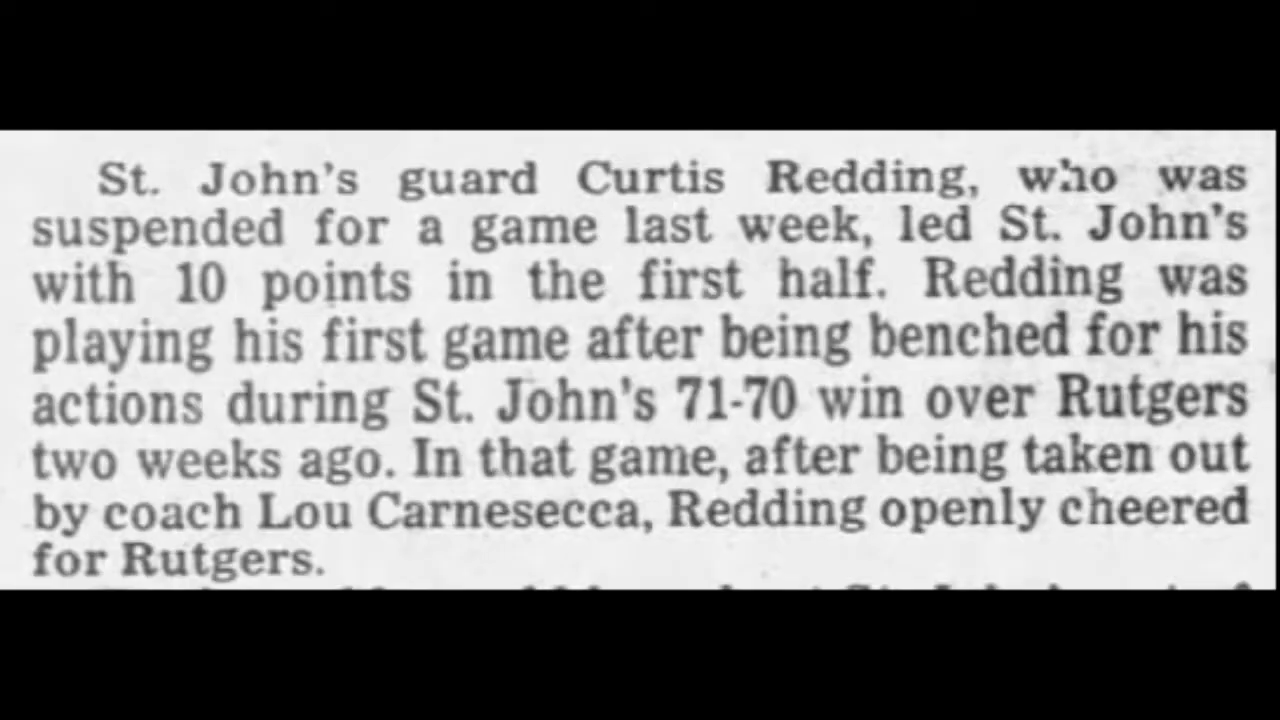 St. John's guard Curtis Redding, who was
suspended for a game last week, led St. John's
with 10 points in the first half. Redding was
playing his first game after being benched for his
actions during St. John's 71-70 win over Rutgers
two weeks ago. In that game, after being taken out
by coach Lou Carnesecca, Redding openly cheered
for Rutgers.